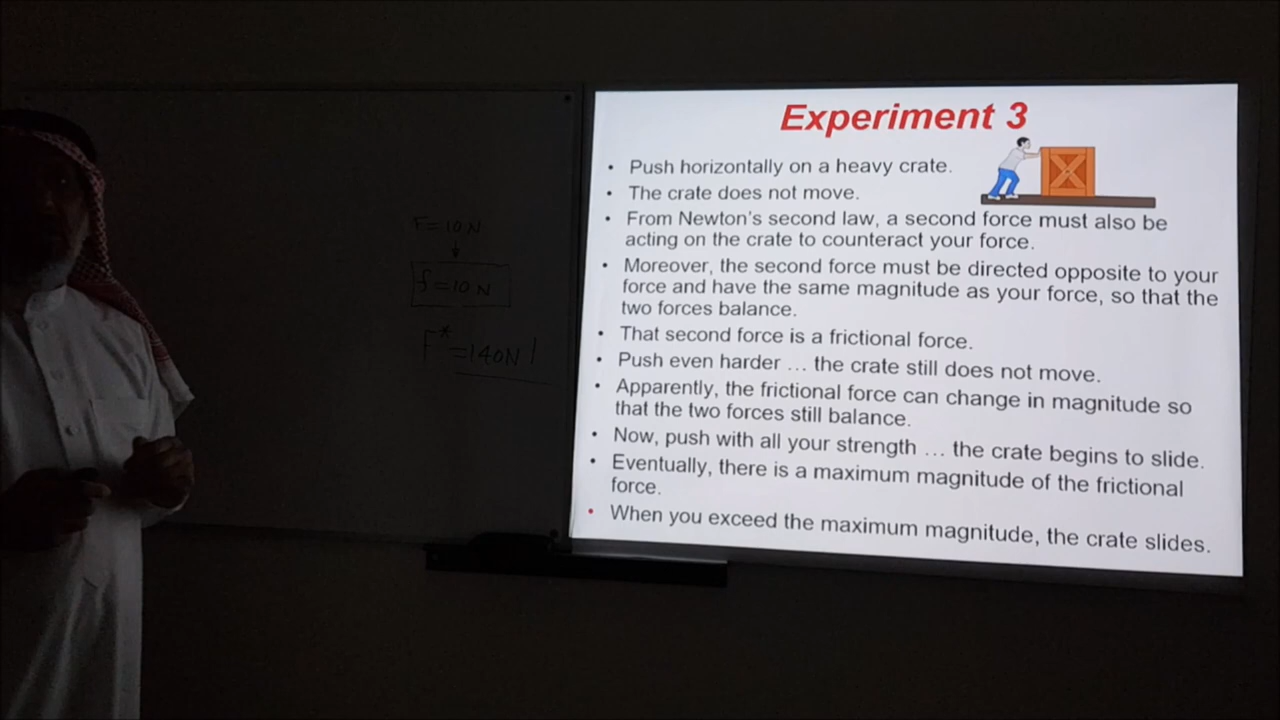 F=10N
f=10N
F*=140N!
Experiment 3
• Push horizontally on a heavy crate.
• The crate does not move.
• From Newton's second law, a second force must also be
acting on the crate to counteract your force.
• Moreover, the second force must be directed opposite to your
force and have the same magnitude as your force, so that the
two forces balance.
• That second force is a frictional force.
• Push even harder … the crate still does not move.
• Apparently, the frictional force can change in magnitude so
that the two forces still balance.
• Now, push with all your strength … the crate begins to slide.
• Eventually, there is a maximum magnitude of the frictional
force.
• When you exceed the maximum magnitude, the crate slides.